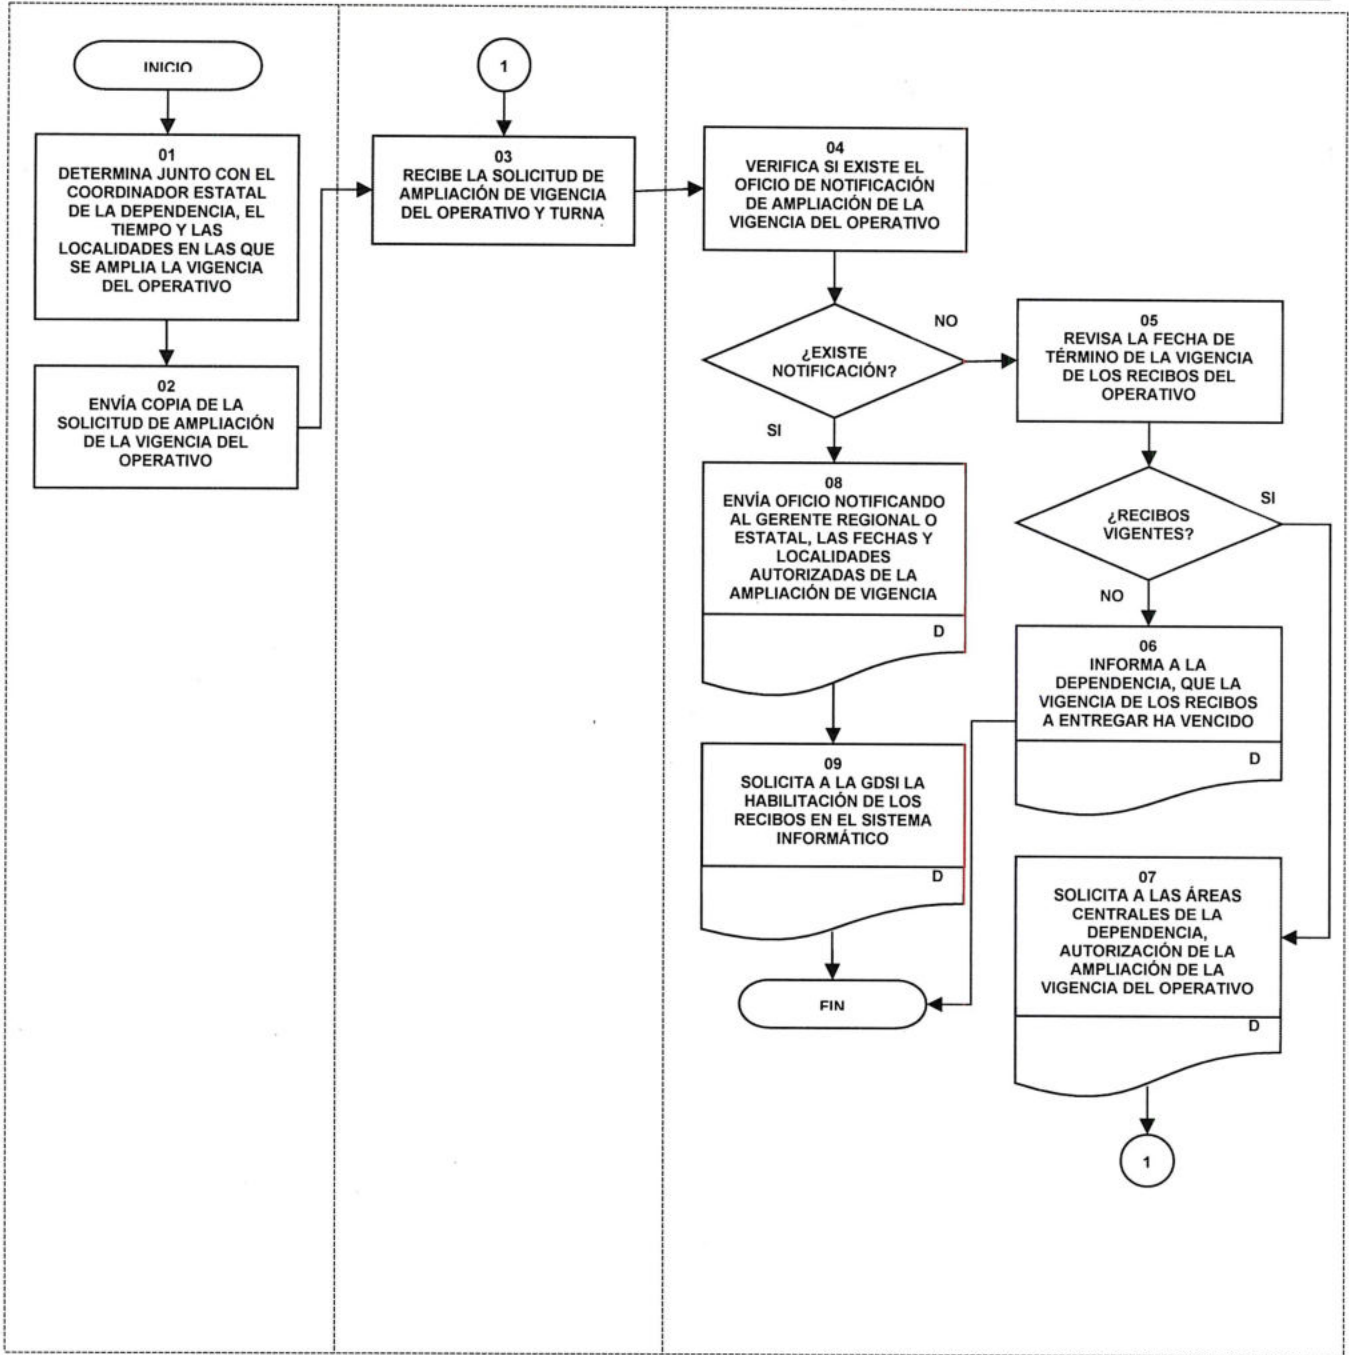 INICIO
01
DETERMINA JUNTO CON EL
COORDINADOR ESTATAL
DE LA DEPENDENCIA, EL
TIEMPO Y LAS
LOCALIDADES EN LAS QUE
SE AMPLIA LA VIGENCIA
DEL OPERATIVO
02
ENVÍA COPIA DE LA
SOLICITUD DE AMPLIACIÓN
DE LA VIGENCIA DEL
OPERATIVO
1
03
RECIBE LA SOLICITUD DE
AMPLIACIÓN DE VIGENCIA
DEL OPERATIVO Y TURNA
04
VERIFICA SI EXISTE EL
OFICIO DE NOTIFICACIÓN
DE AMPLIACIÓN DE LA
VIGENCIA DEL OPERATIVO
¿EXISTE
NOTIFICACIÓN?
NO
SI
05
REVISA LA FECHA DE
TÉRMINO DE LA VIGENCIA
DE LOS RECIBOS DEL
OPERATIVO
¿RECIBOS
VIGENTES?
SI
NO
08
ENVÍA OFICIO NOTIFICANDO
AL GERENTE REGIONAL O
ESTATAL, LAS FECHAS Y
LOCALIDADES
AUTORIZADAS DE LA
AMPLIACIÓN DE VIGENCIA
D
06
INFORMA A LA
DEPENDENCIA, QUE LA
VIGENCIA DE LOS RECIBOS
A ENTREGAR HA VENCIDO
D
09
SOLICITA A LA GDSI LA
HABILITACIÓN DE LOS
RECIBOS EN EL SISTEMA
INFORMÁTICO
D
07
SOLICITA A LAS ÁREAS
CENTRALES DE LA
DEPENDENCIA,
AUTORIZACIÓN DE LA
AMPLIACIÓN DE LA
VIGENCIA DEL OPERATIVO
D
FIN
1